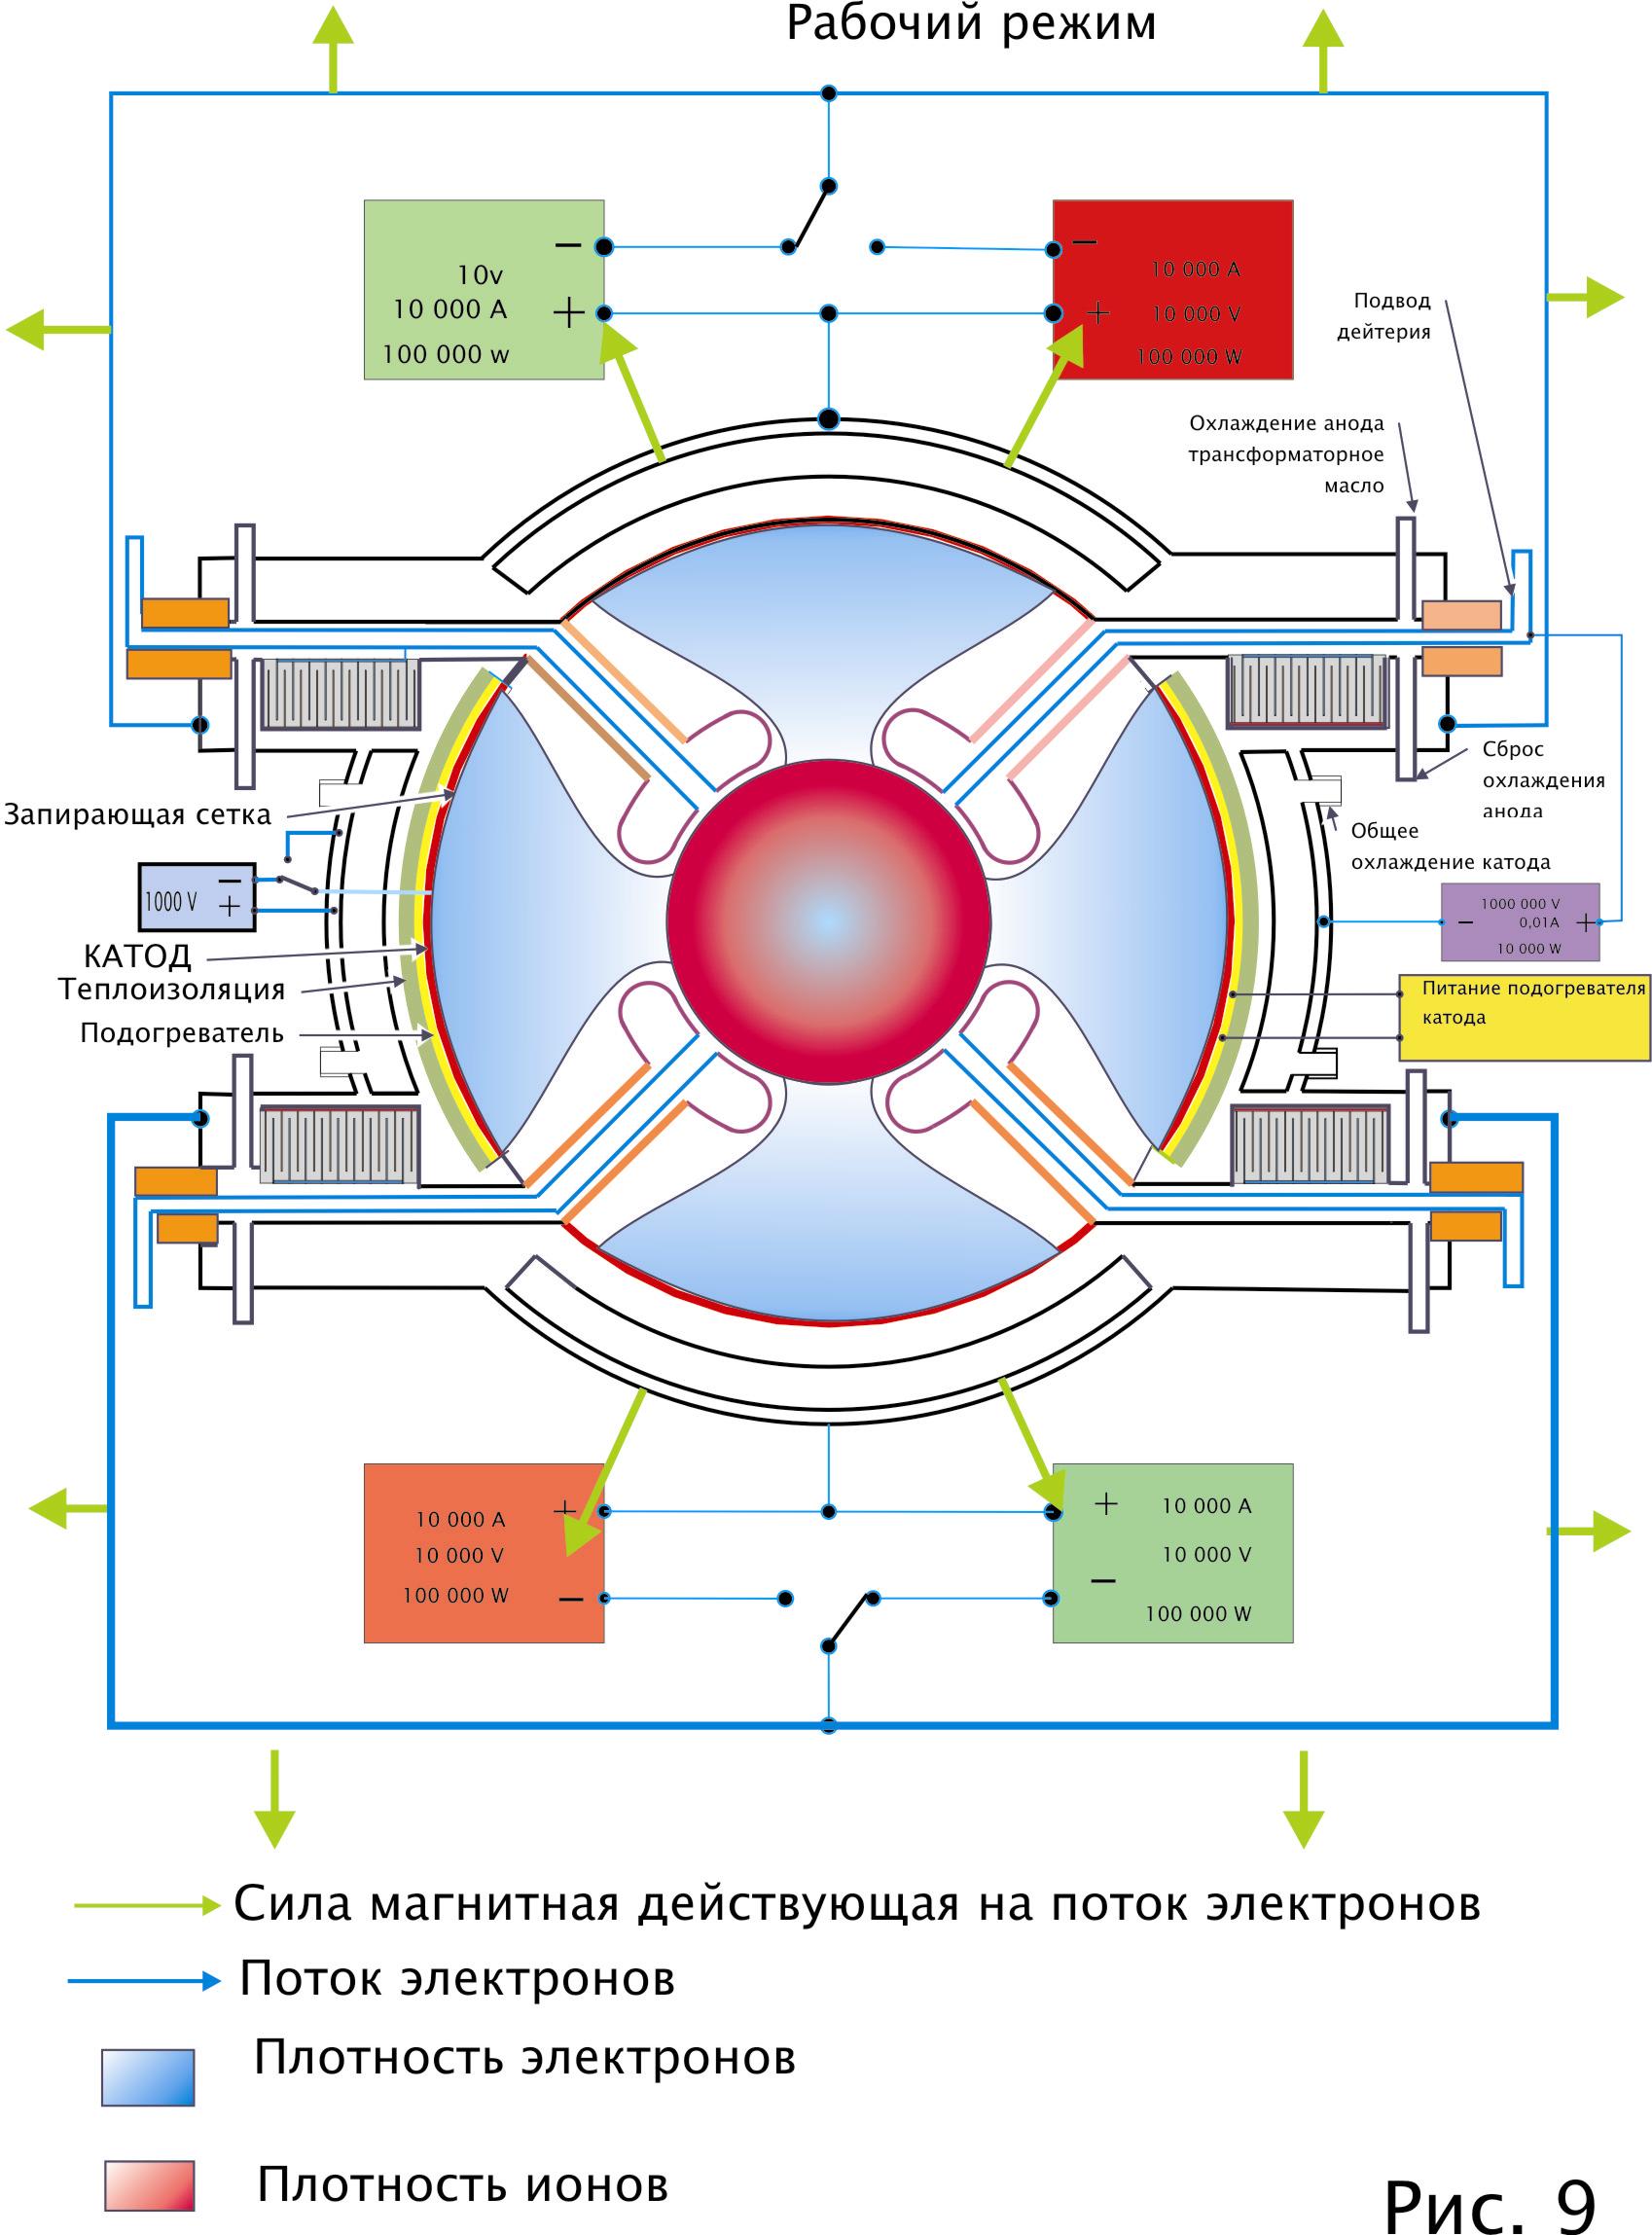 Рабочий режим
−
10v
10 000 A
+
100 000 w
−
10 000 A
+
10 000 V
100 000 W
Подвод
дейтерия
Охлаждение анода
трансформаторное
масло
Запирающая сетка
1000 V
−
+
КАТОД
Теплоизоляция
Подогреватель
Сброс
охлаждения
анода
Общее
охлаждение катода
1000 000 V
−
0,01A
+
10 000 W
Питание подогревателя
катода
10 000 A
+
10 000 V
100 000 W
−
+
10 000 A
10 000 V
−
100 000 W
Сила магнитная действующая на поток электронов
Поток электронов
Плотность электронов
Плотность ионов
Рис. 9